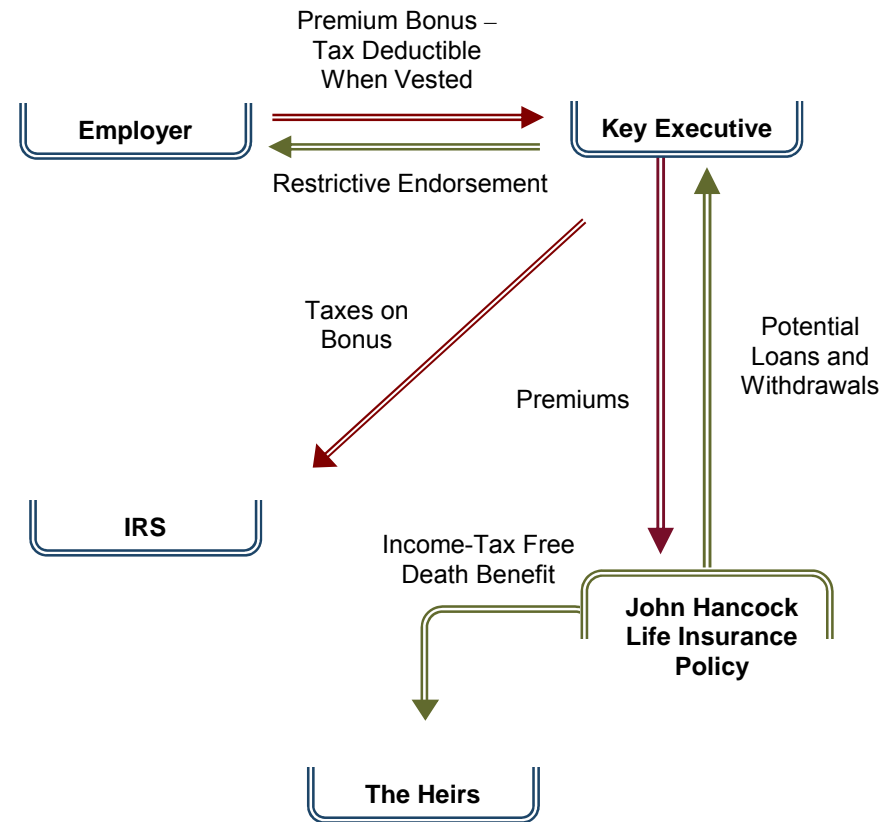 Premium Bonus –
Tax Deductible
When Vested
Employer
Key Executive
Restrictive Endorsement
Taxes on
Bonus
Potential
Loans and
Withdrawals
Premiums
IRS
Income-Tax Free
Death Benefit
John Hancock
Life Insurance
Policy
The Heirs